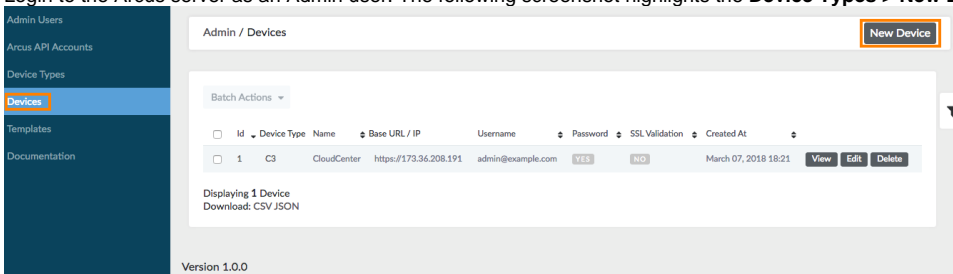 Login to the Arcus server as an Admin user. The following screenshot highlights the Device Types > New
Admin Users
Arcus API Accounts
Device Types
Devices
Templates
Documentation
Admin / Devices
New Device
Batch Actions
Id Device Type Name Base URL / IP Username Password SSL Validation Created At
1 C3 CloudCenter https://173.36.208.191 admin@example.com YES NO March 07, 2018 18:21 View Edit Delete
Displaying 1 Device
Download: CSV JSON
Version 1.0.0